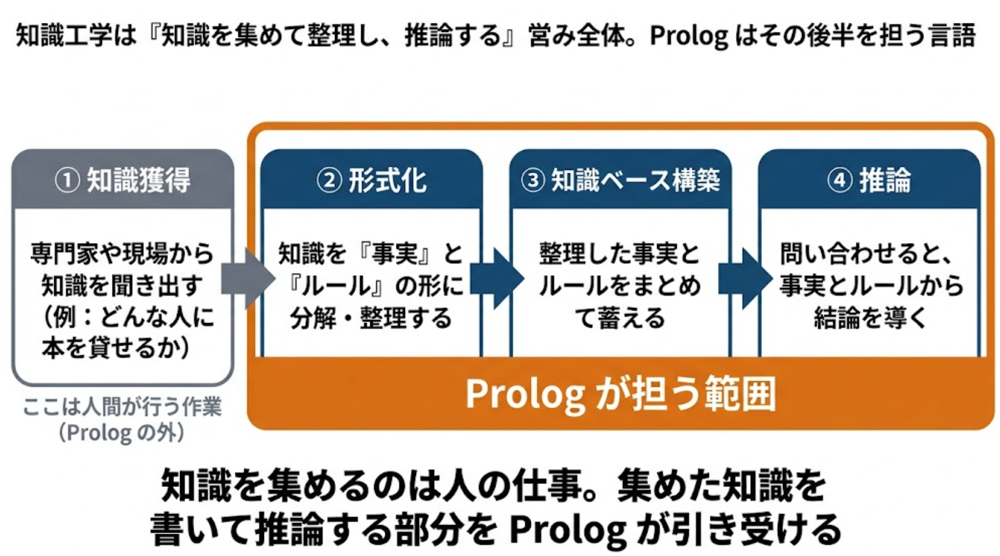 知識工学は『知識を集めて整理し、推論する』営み全体。Prolog はその後半を担う言語
① 知識獲得
専門家や現場から
知識を聞き出す
（例：どんな人に
本を貸せるか）
ここは人間が行う作業
（Prolog の外）
② 形式化
知識を『事実』と
『ルール』の形に
分解・整理する
③ 知識ベース構築
整理した事実と
ルールをまとめ
て蓄える
④ 推論
問い合わせると、
事実とルールから
結論を導く
Prolog が担う範囲
知識を集めるのは人の仕事。集めた知識を
書いて推論する部分を Prolog が引き受ける